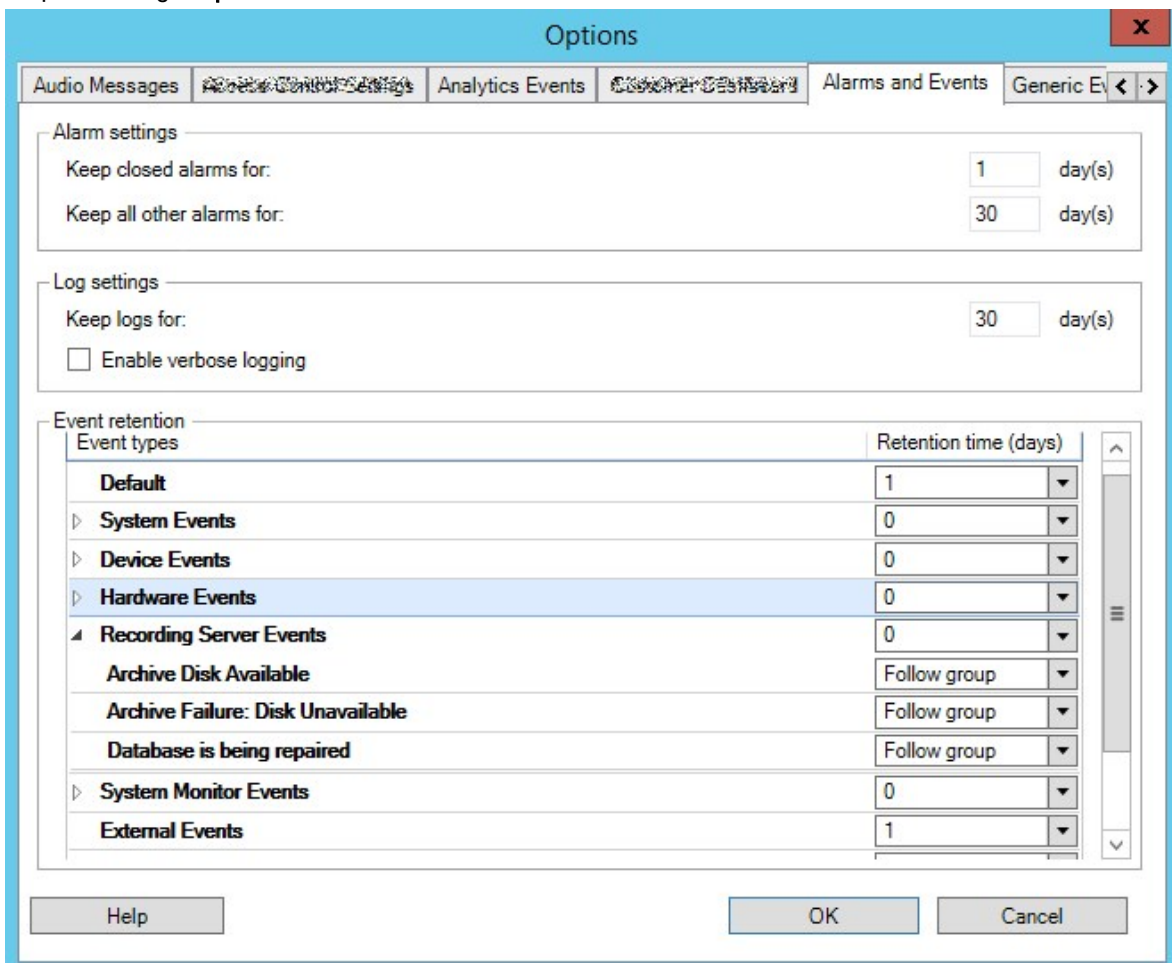 Options
x
Audio Messages Analytics Events Alarms and Events Generic Ev
Alarm settings
Keep closed alarms for: 1 day(s)
Keep all other alarms for: 30 day(s)
Log settings
Keep logs for: 30 day(s)
Enable verbose logging
Event retention
Event types Retention time (days)
Default 1
System Events 0
Device Events 0
Hardware Events 0
Recording Server Events 0
Archive Disk Available Follow group
Archive Failure: Disk Unavailable Follow group
Database is being repaired Follow group
System Monitor Events 0
External Events 1
Help OK Cancel